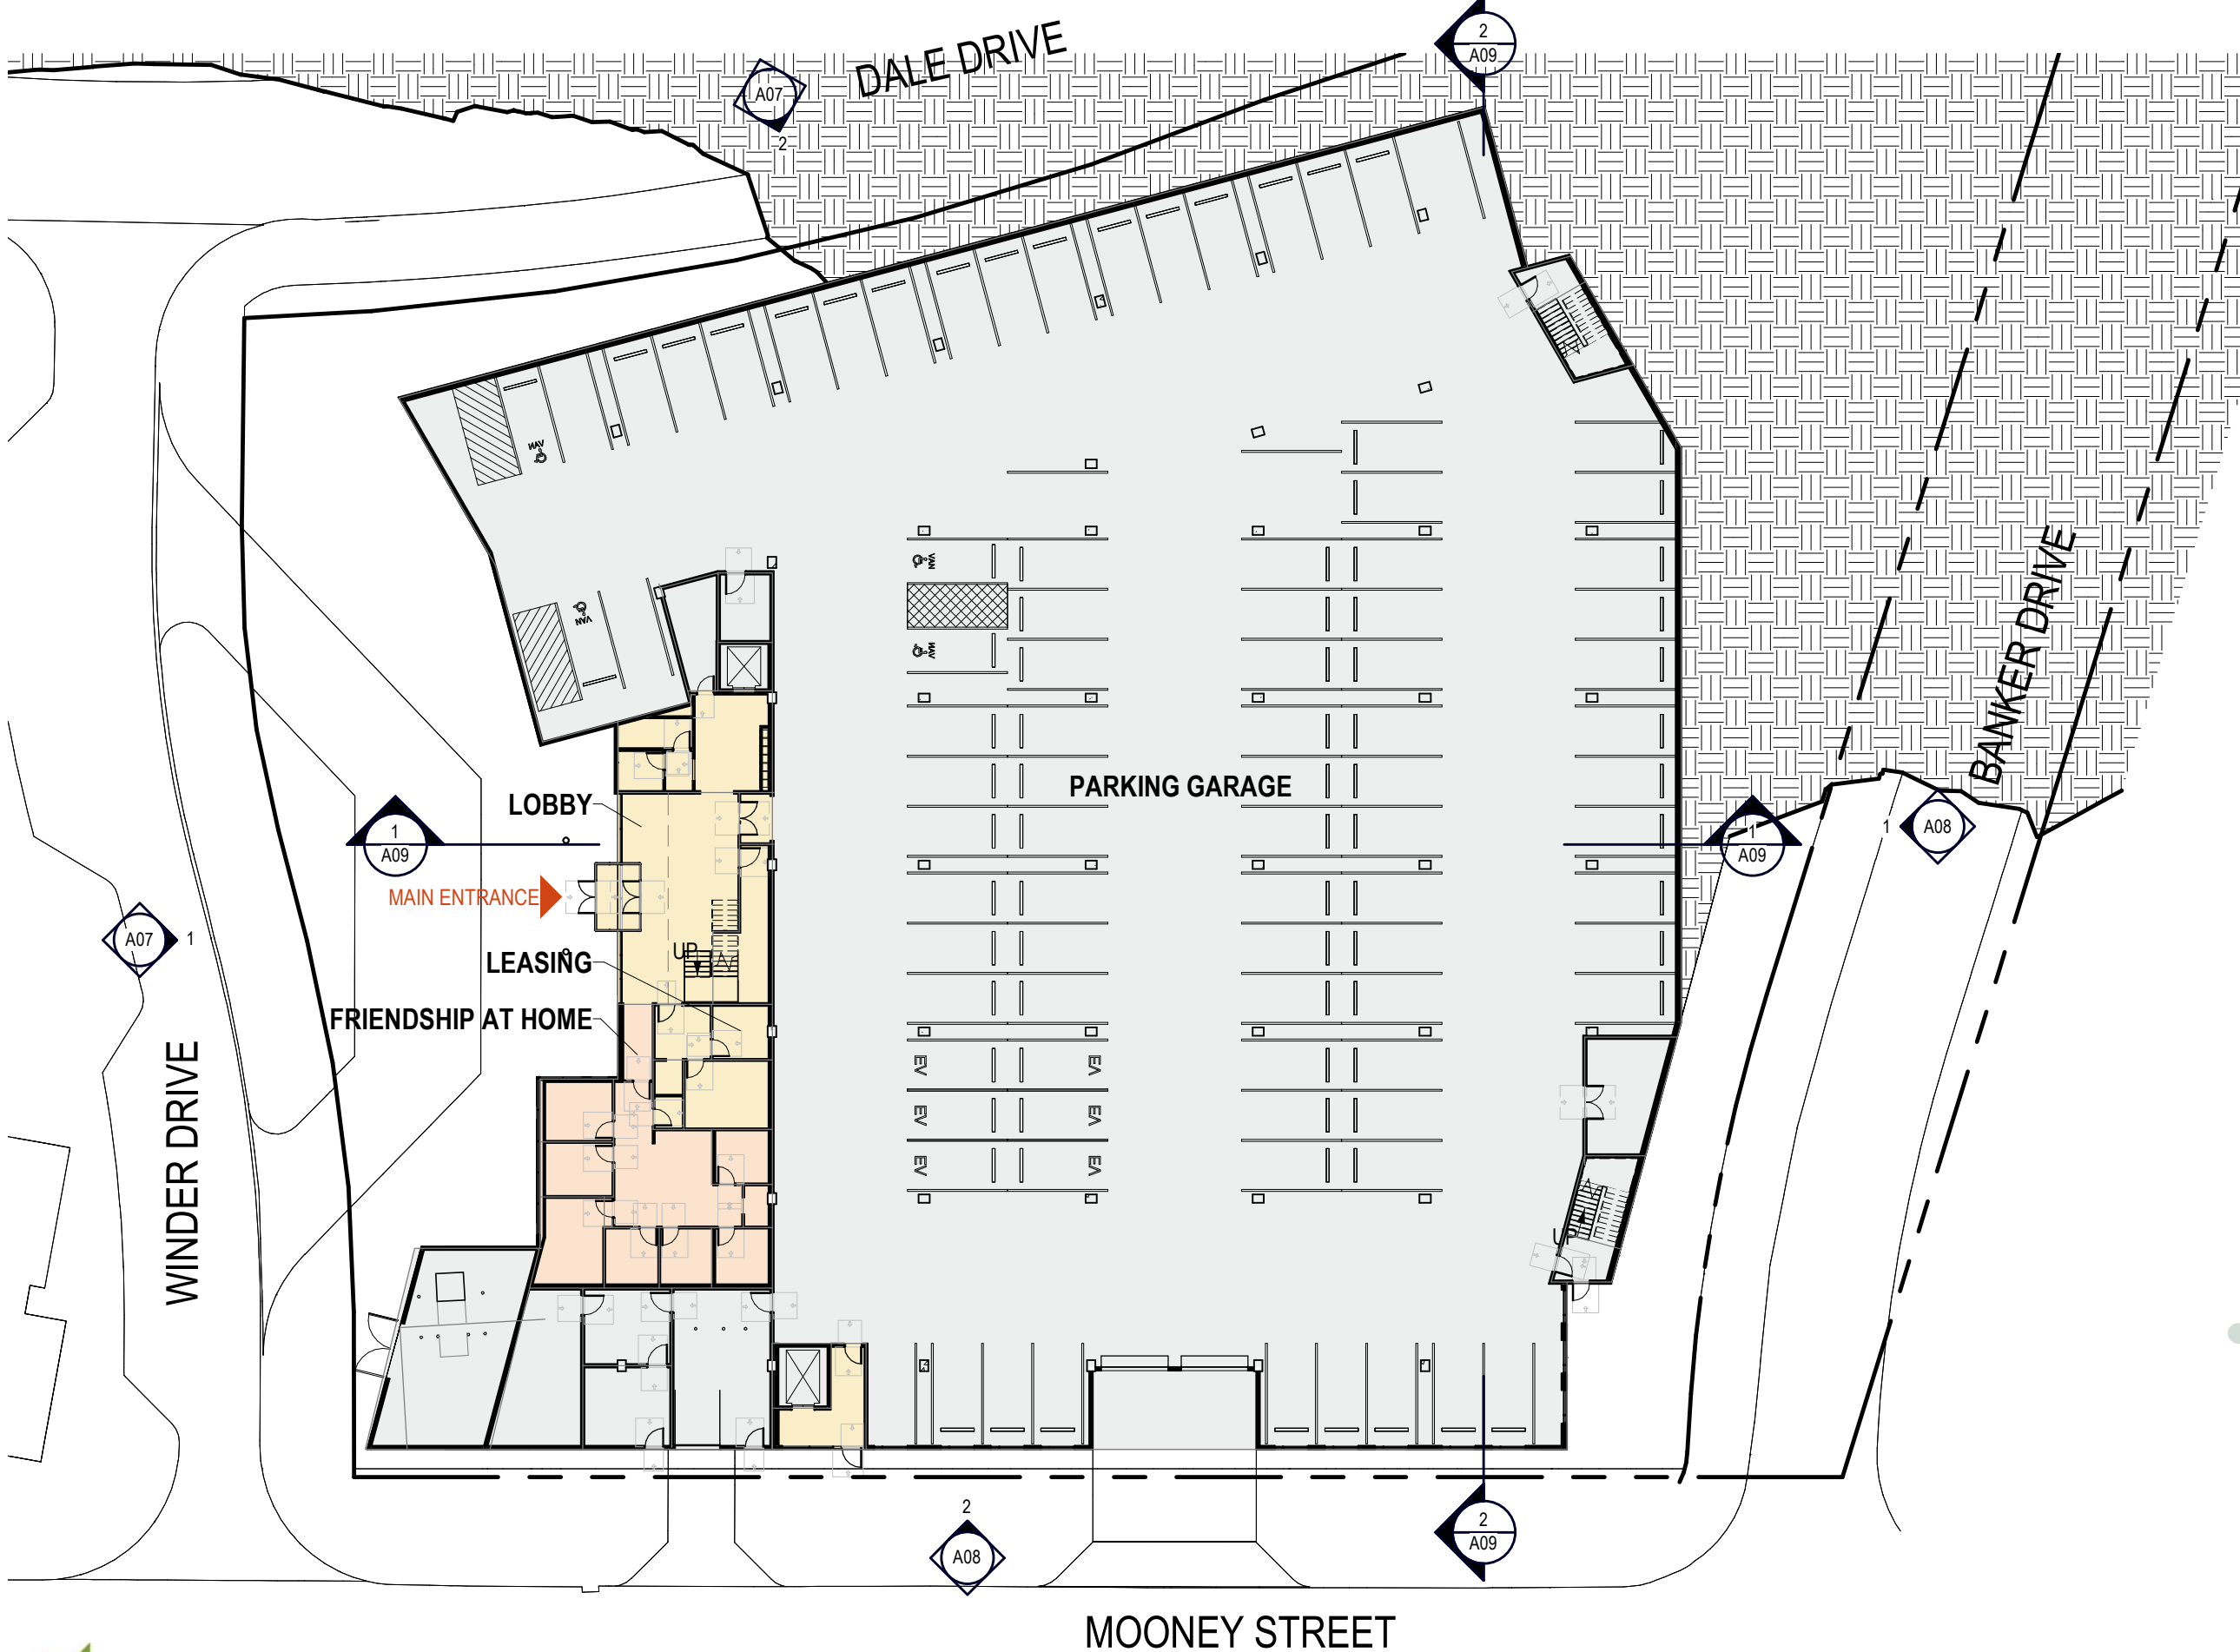 2
A09
DALE DRIVE
A07
2
VAN
VAN
VAN
VAN
BANKER DRIVE
PARKING GARAGE
LOBBY
1
A09
1
A09
1
A08
MAIN ENTRANCE
A07
1
UP
LEASING
FRIENDSHIP AT HOME
WINDER DRIVE
EV
EV
EV
EV
EV
EV
UP
2
A08
2
A09
MOONEY STREET